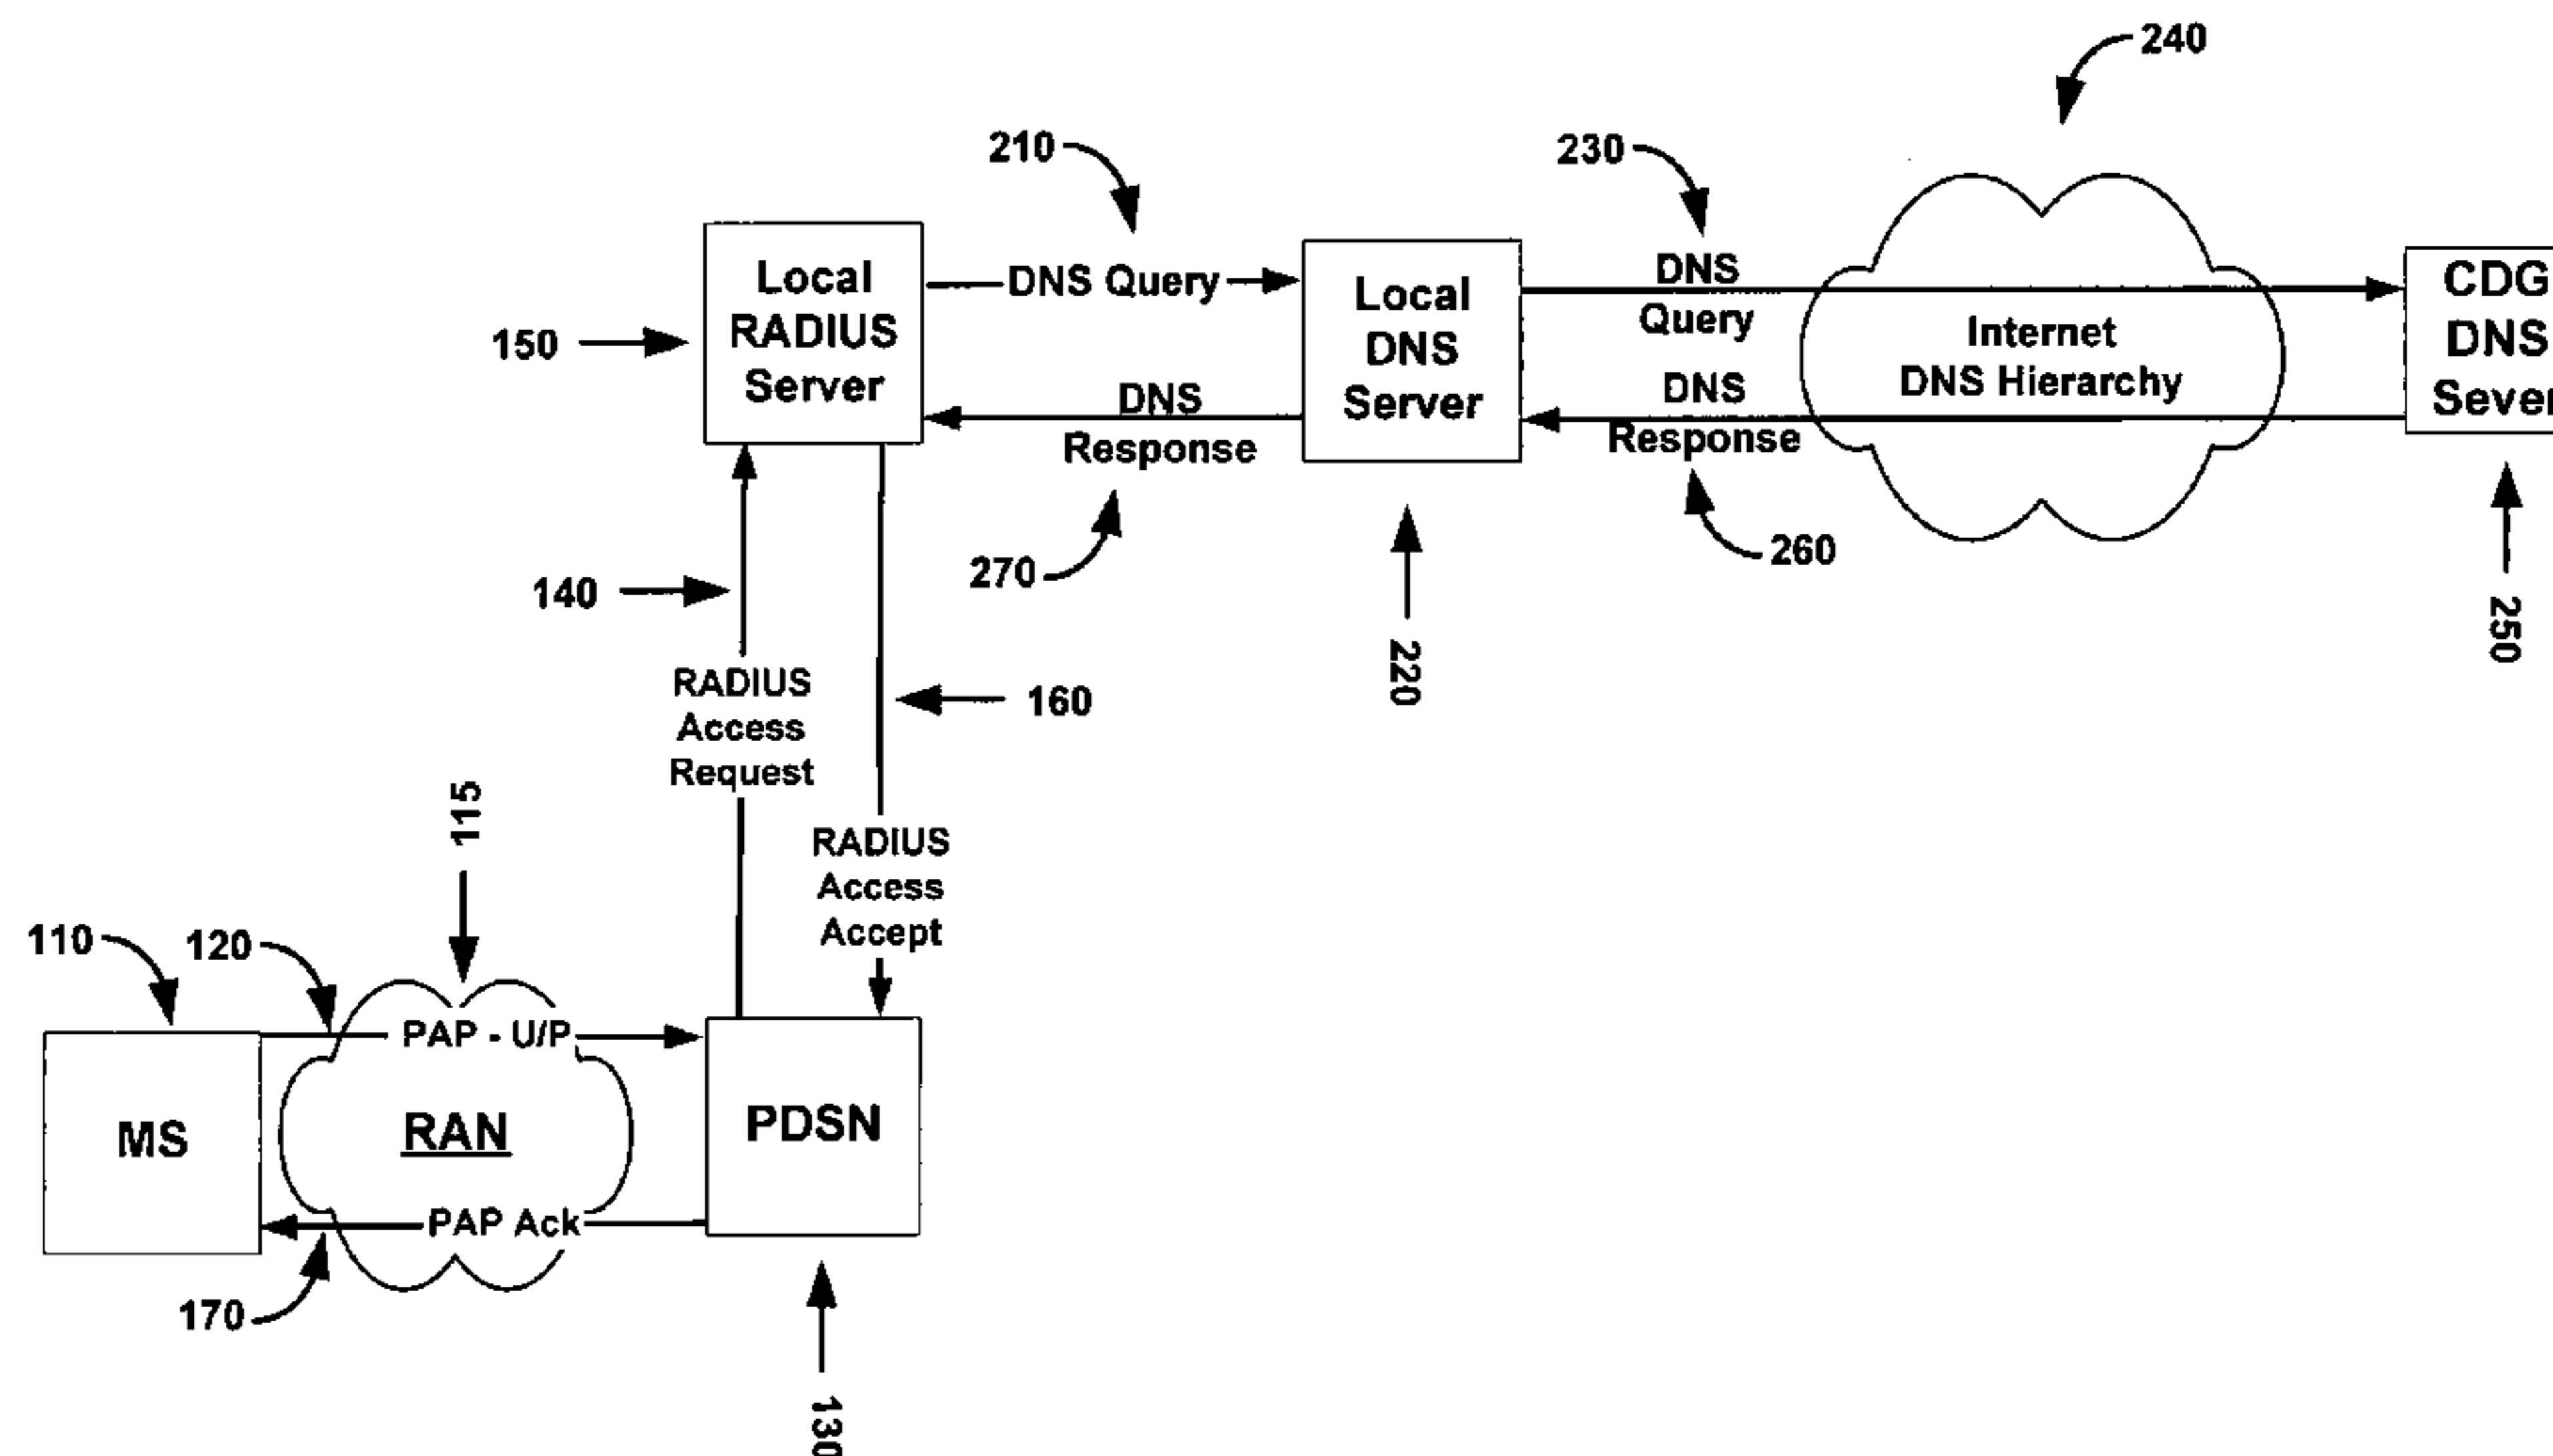 240
210
230
Local
RADIUS
Server
DNS Query
Local
DNS
Server
DNS
Query
Internet
DNS Hierarchy
CDG
DNS
Sever
150
DNS
Response
DNS
Response
270
260
220
250
140
RADIUS
Access
Request
160
RADIUS
Access
Accept
115
110
120
PAP - U/P
MS
RAN
PDSN
PAP Ack
170
130